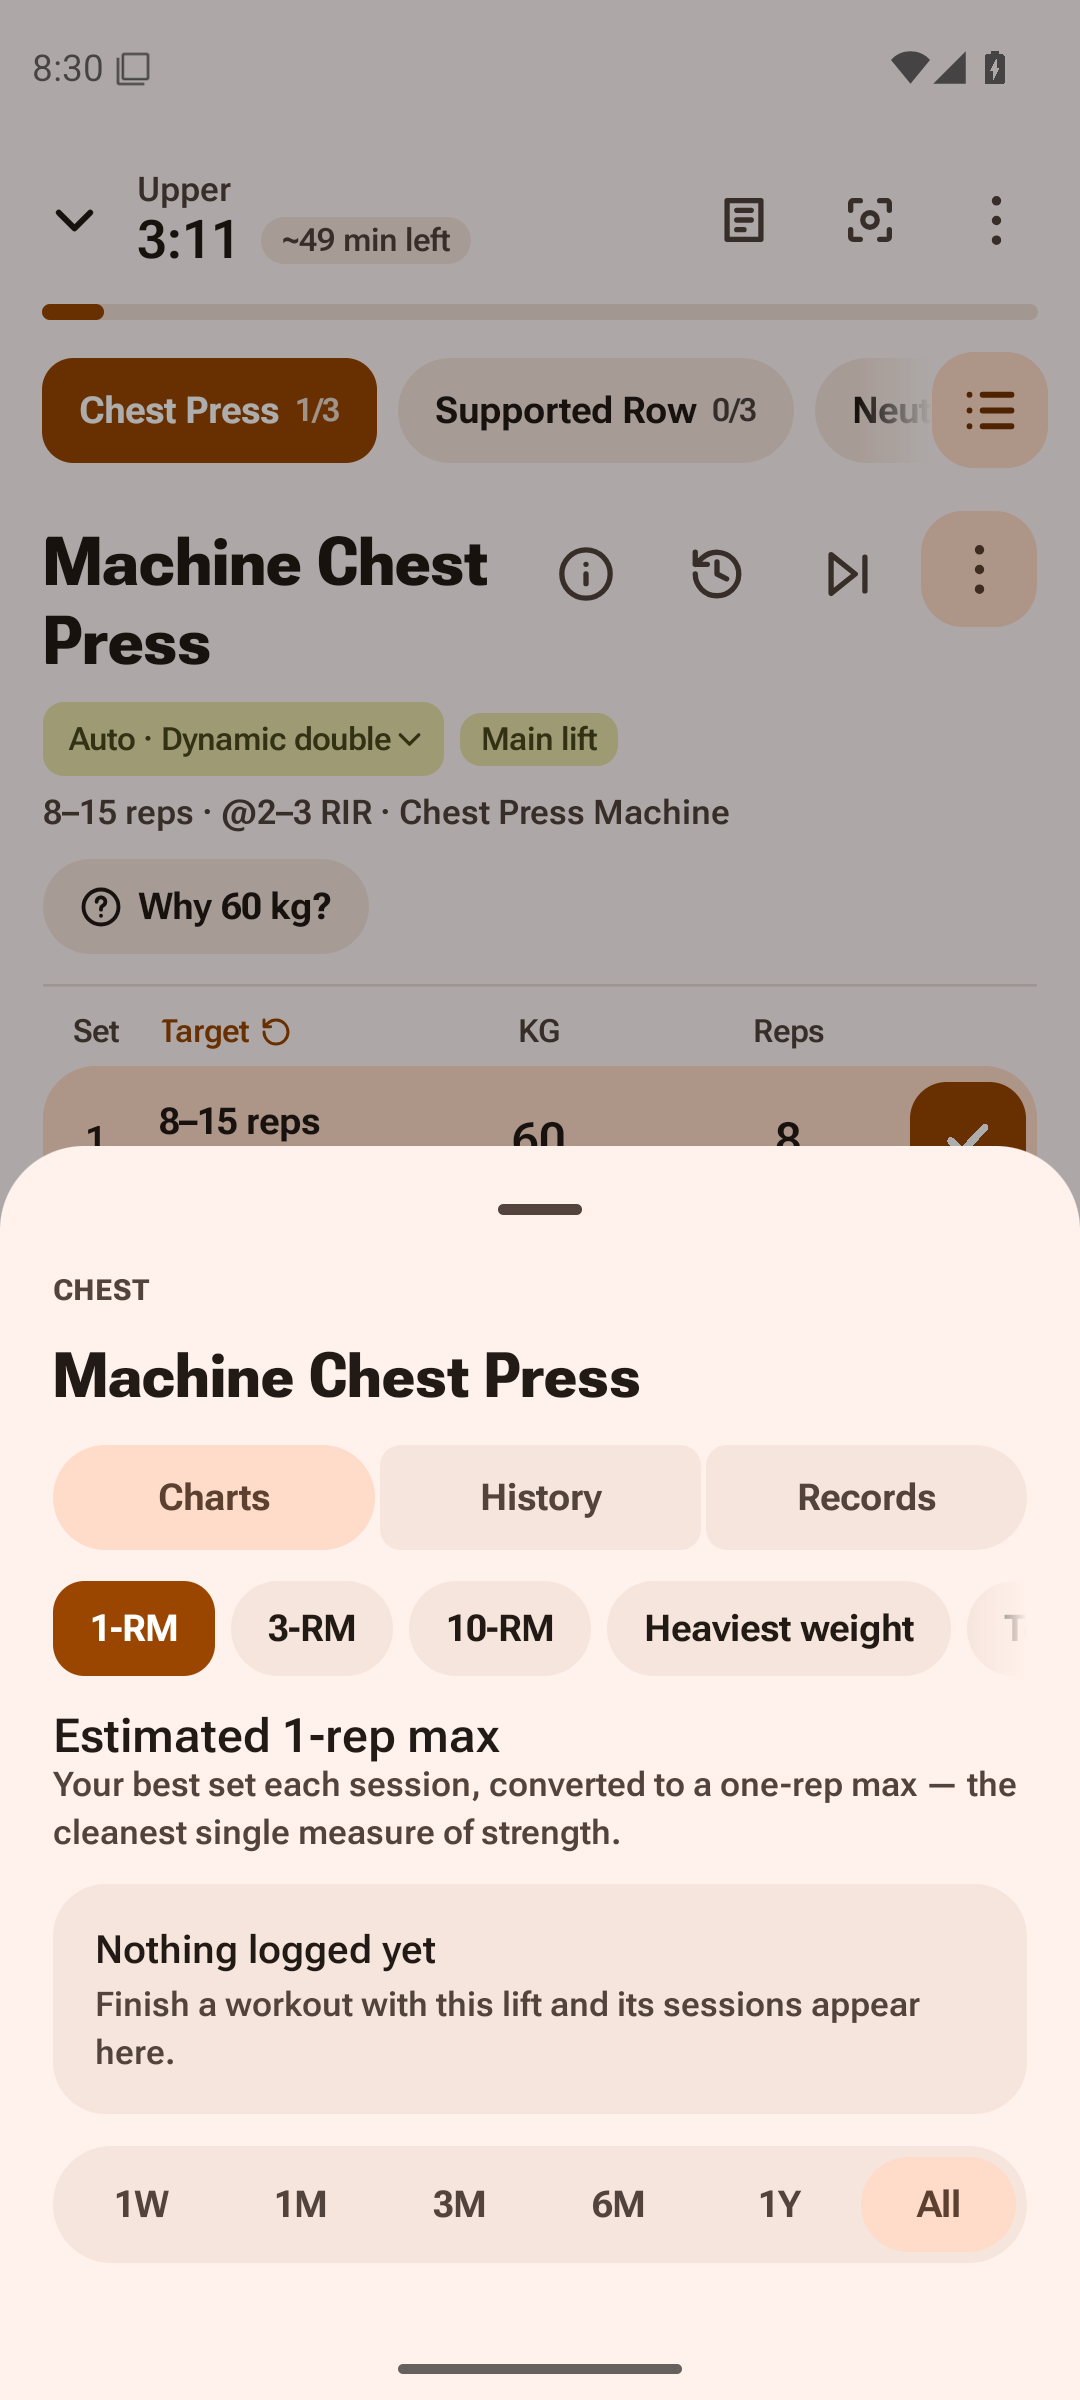 8:30
Upper
3:11 ~49 min left
Chest Press 1/3 Supported Row 0/3 Neut
Machine Chest
Press
Auto · Dynamic double Main lift
8–15 reps · @2–3 RIR · Chest Press Machine
Why 60 kg?
Set Target KG Reps
1 8–15 reps 60 8
CHEST
Machine Chest Press
Charts History Records
1-RM 3-RM 10-RM Heaviest weight
Estimated 1-rep max
Your best set each session, converted to a one-rep max — the
cleanest single measure of strength.
Nothing logged yet
Finish a workout with this lift and its sessions appear
here.
1W 1M 3M 6M 1Y All